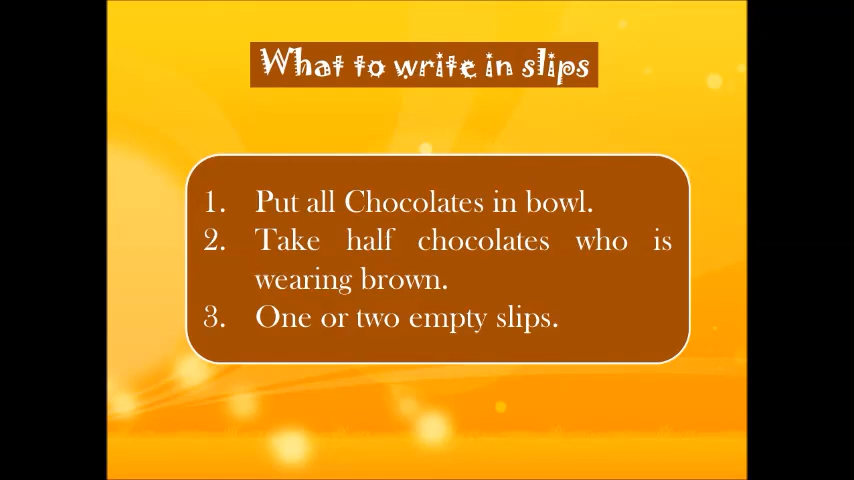 What to write in slips
1. Put all Chocolates in bowl.
2. Take half chocolates who is
wearing brown.
3. One or two empty slips.